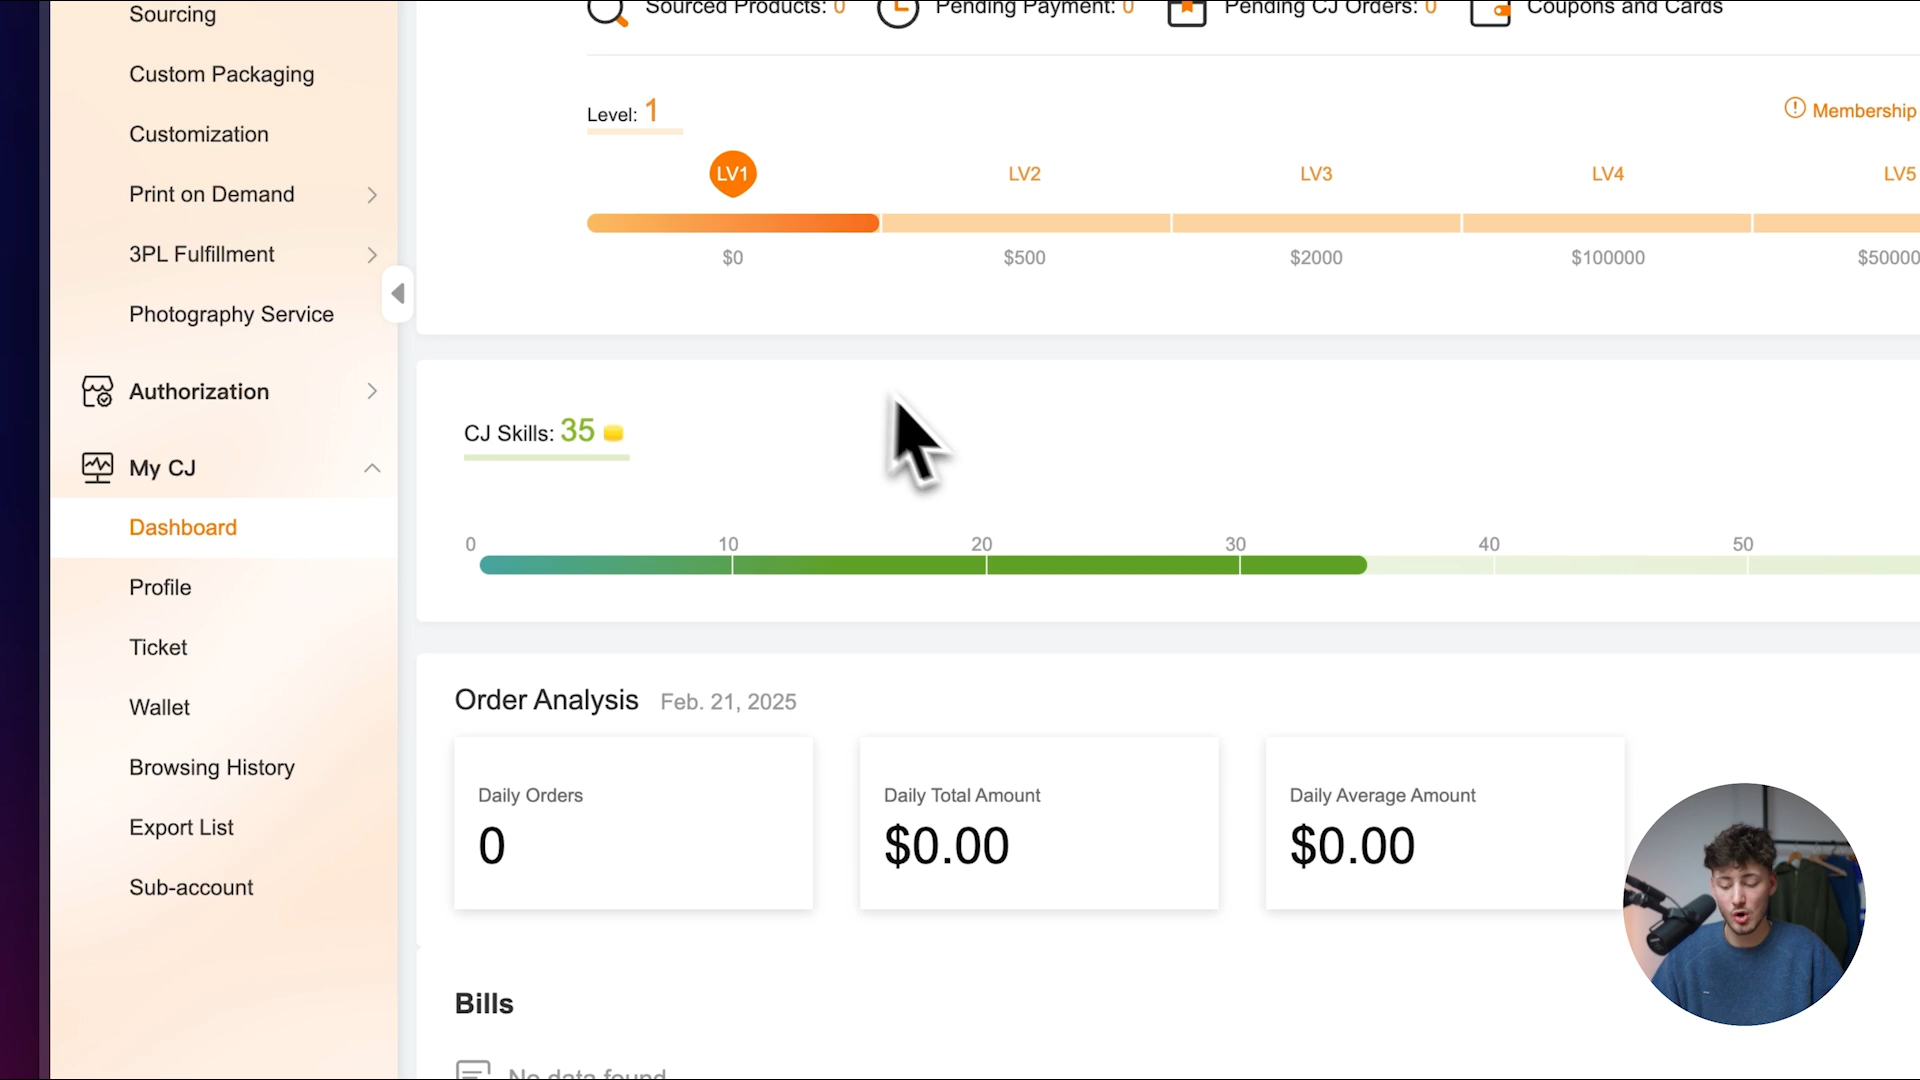 Sourcing
Custom Packaging
Customization
Print on Demand
3PL Fulfillment
Photography Service
Authorization
My CJ
Dashboard
Profile
Ticket
Wallet
Browsing History
Export List
Sub-account
Sourced Products: 0 Pending Payment: 0 Pending CJ Orders: 0 Coupons and Cards
Level: 1
Membership
LV1 LV2 LV3 LV4 LV5
$0 $500 $2000 $100000 $50000
CJ Skills: 35
0 10 20 30 40 50
Order Analysis Feb. 21, 2025
Daily Orders
0
Daily Total Amount
$0.00
Daily Average Amount
$0.00
Bills
No data found